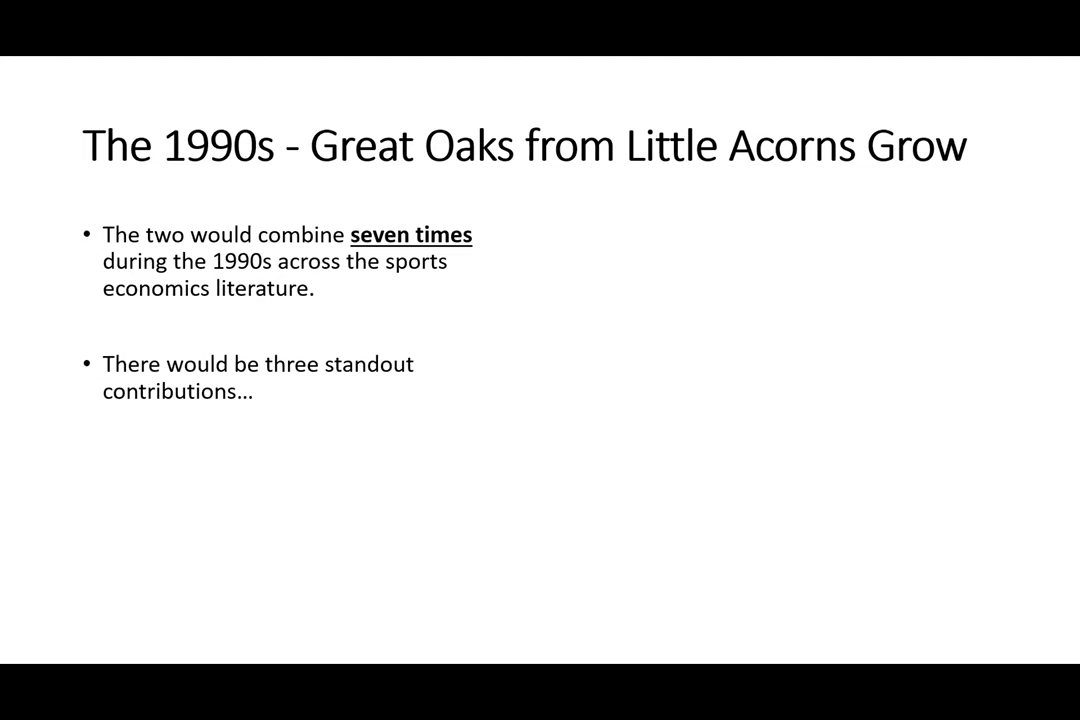 The 1990s - Great Oaks from Little Acorns Grow
• The two would combine seven times
during the 1990s across the sports
economics literature.
• There would be three standout
contributions…